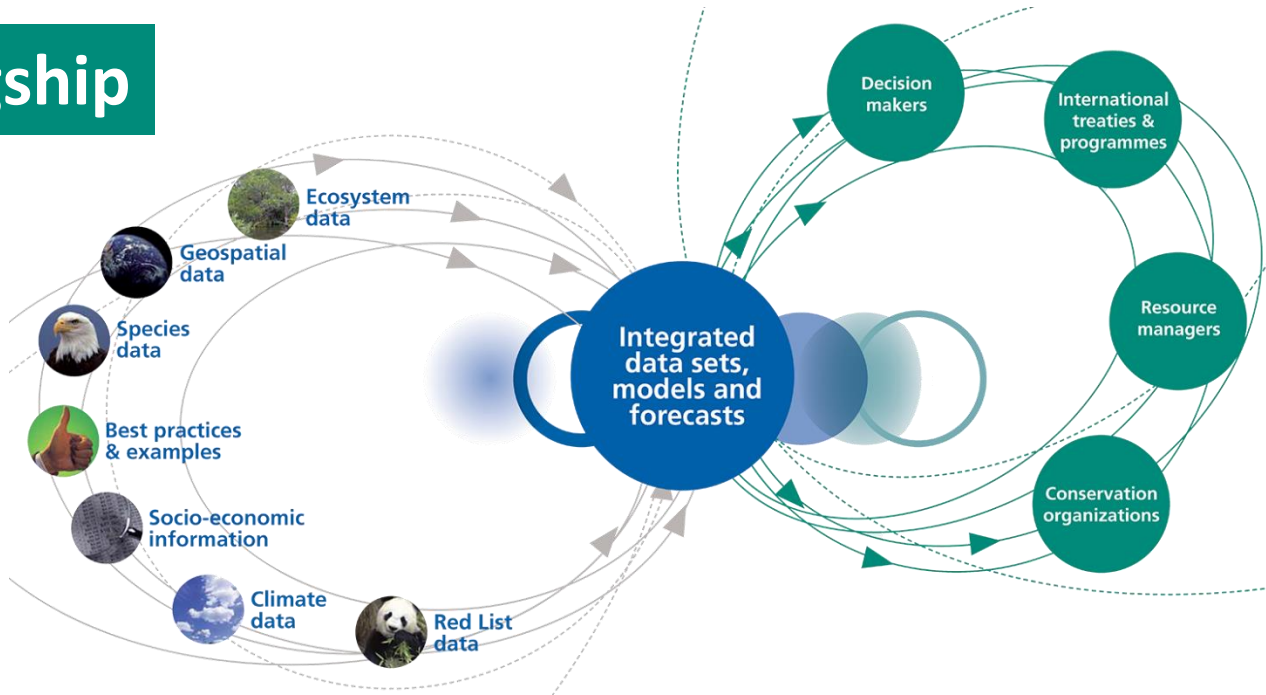 gship
Ecosystem
data
Geospatial
data
Species
data
Best practices
& examples
Socio-economic
information
Climate
data
Red List
data
Integrated
data sets,
models and
forecasts
Decision
makers
International
treaties &
programmes
Resource
managers
Conservation
organizations